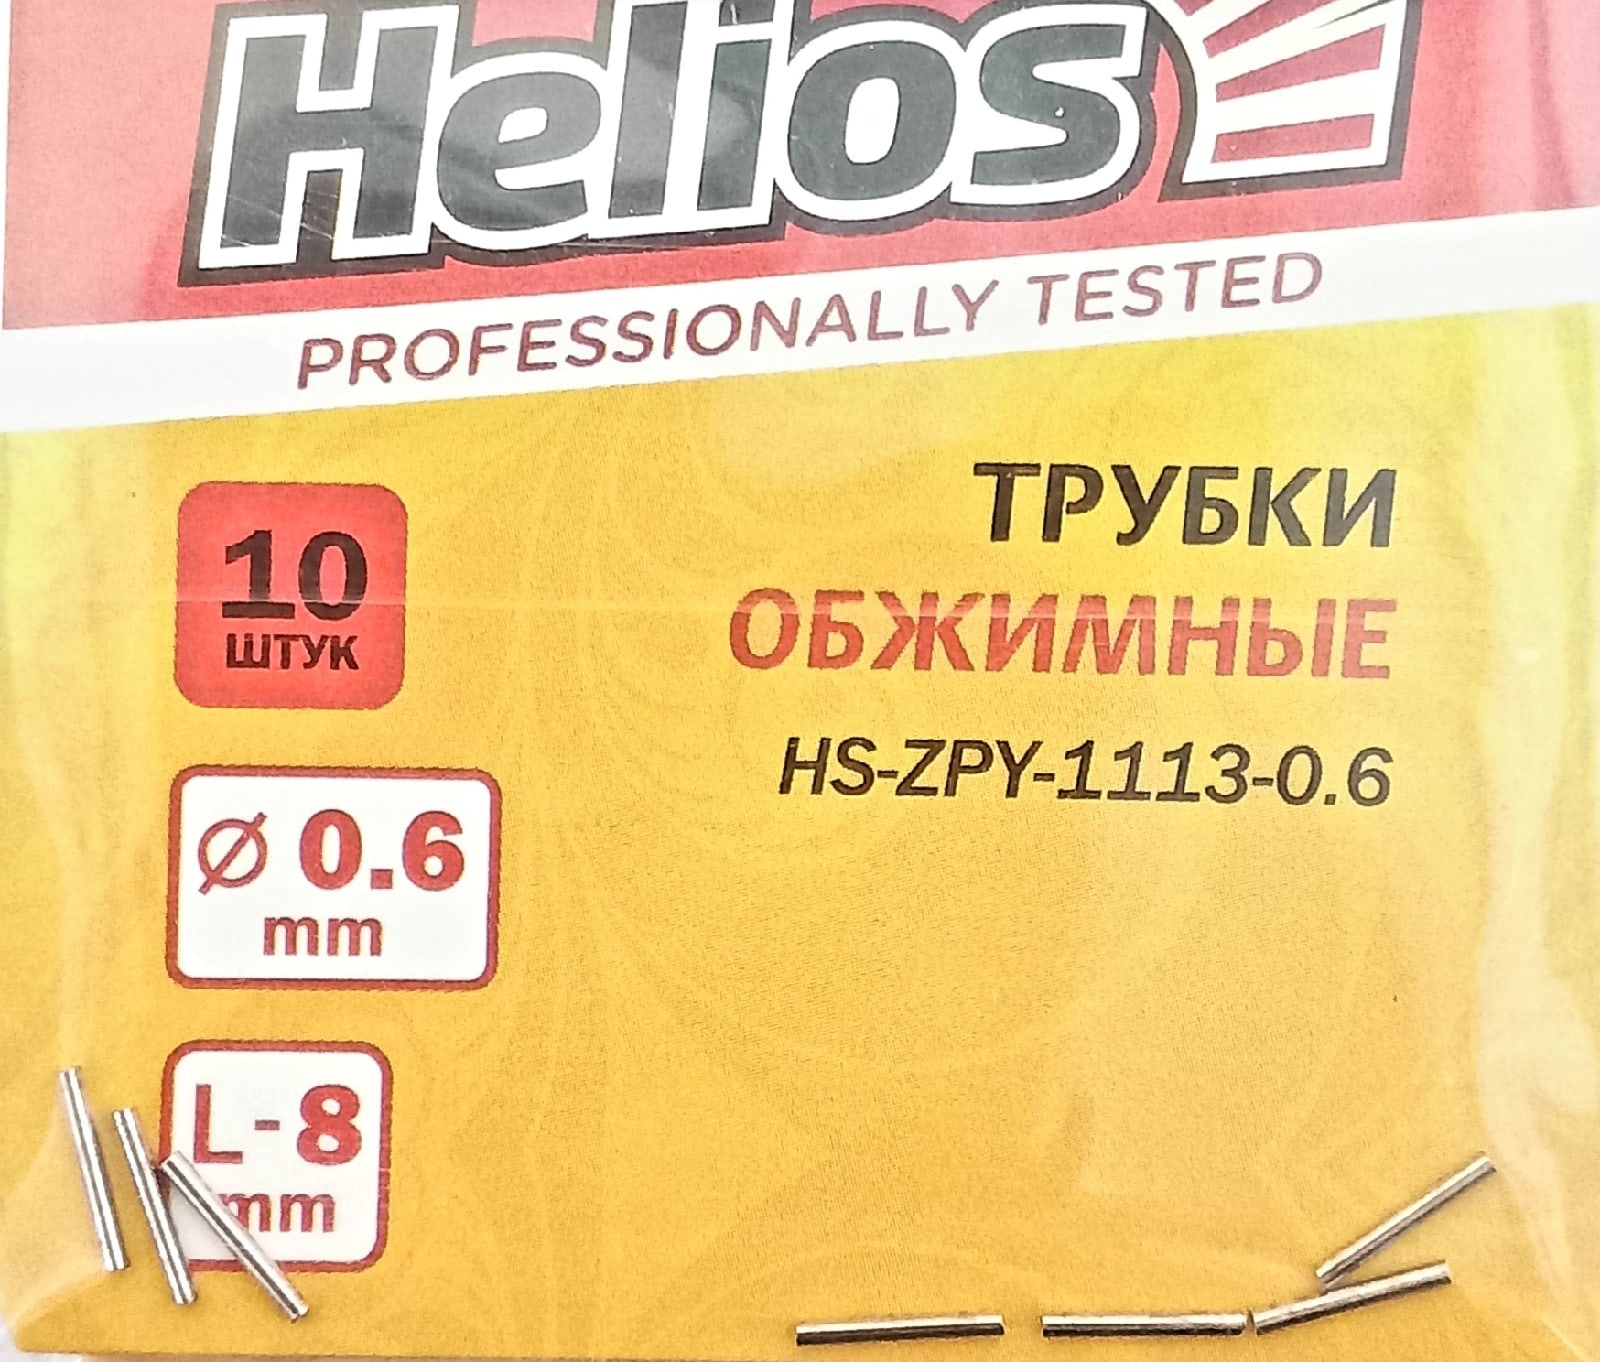 Helios
PROFESSIONALLY TESTED
10
ШТУК
ТРУБКИ
ОБЖИМНЫЕ
HS-ZPY-1113-0.6
Ø 0.6
mm
L-8
mm